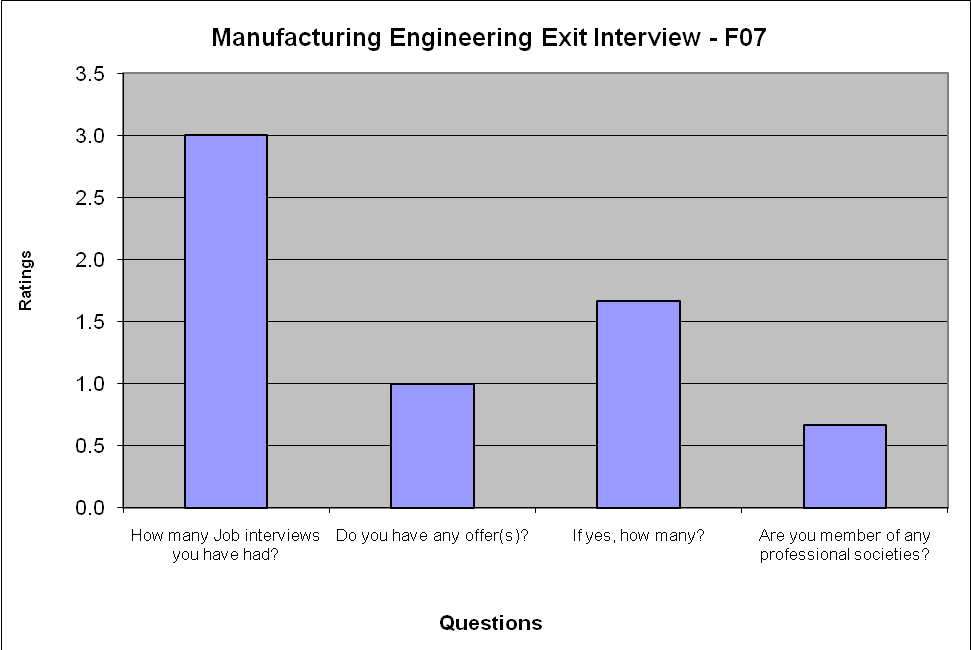 Manufacturing Engineering Exit Interview - F07
3.5
3.0
2.5
2.0
1.5
1.0
0.5
0.0
Ratings
How many Job interviews
you have had?
Do you have any offer(s)?
If yes, how many?
Are you member of any
professional societies?
Questions